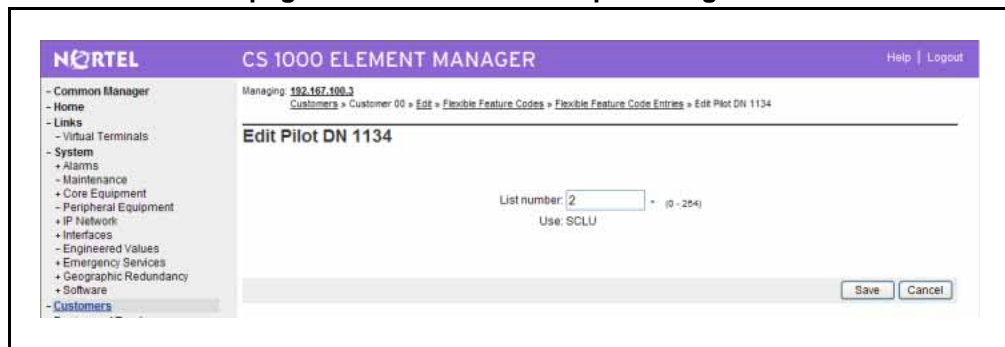 NORTEL
CS 1000 ELEMENT MANAGER
Help | Logout
- Common Manager
- Home
- Links
- Virtual Terminals
- System
+ Alarms
- Maintenance
+ Core Equipment
- Peripheral Equipment
+ IP Network
+ Interfaces
- Engineered Values
+ Emergency Services
+ Geographic Redundancy
+ Software
- Customers
Managing: 192.167.100.3
Customers » Customer 00 » Edit » Flexible Feature Codes » Flexible Feature Code Entries » Edit Pilot DN 1134
Edit Pilot DN 1134
List number: 2 * (0 - 254)
Use: SCLU
Save Cancel